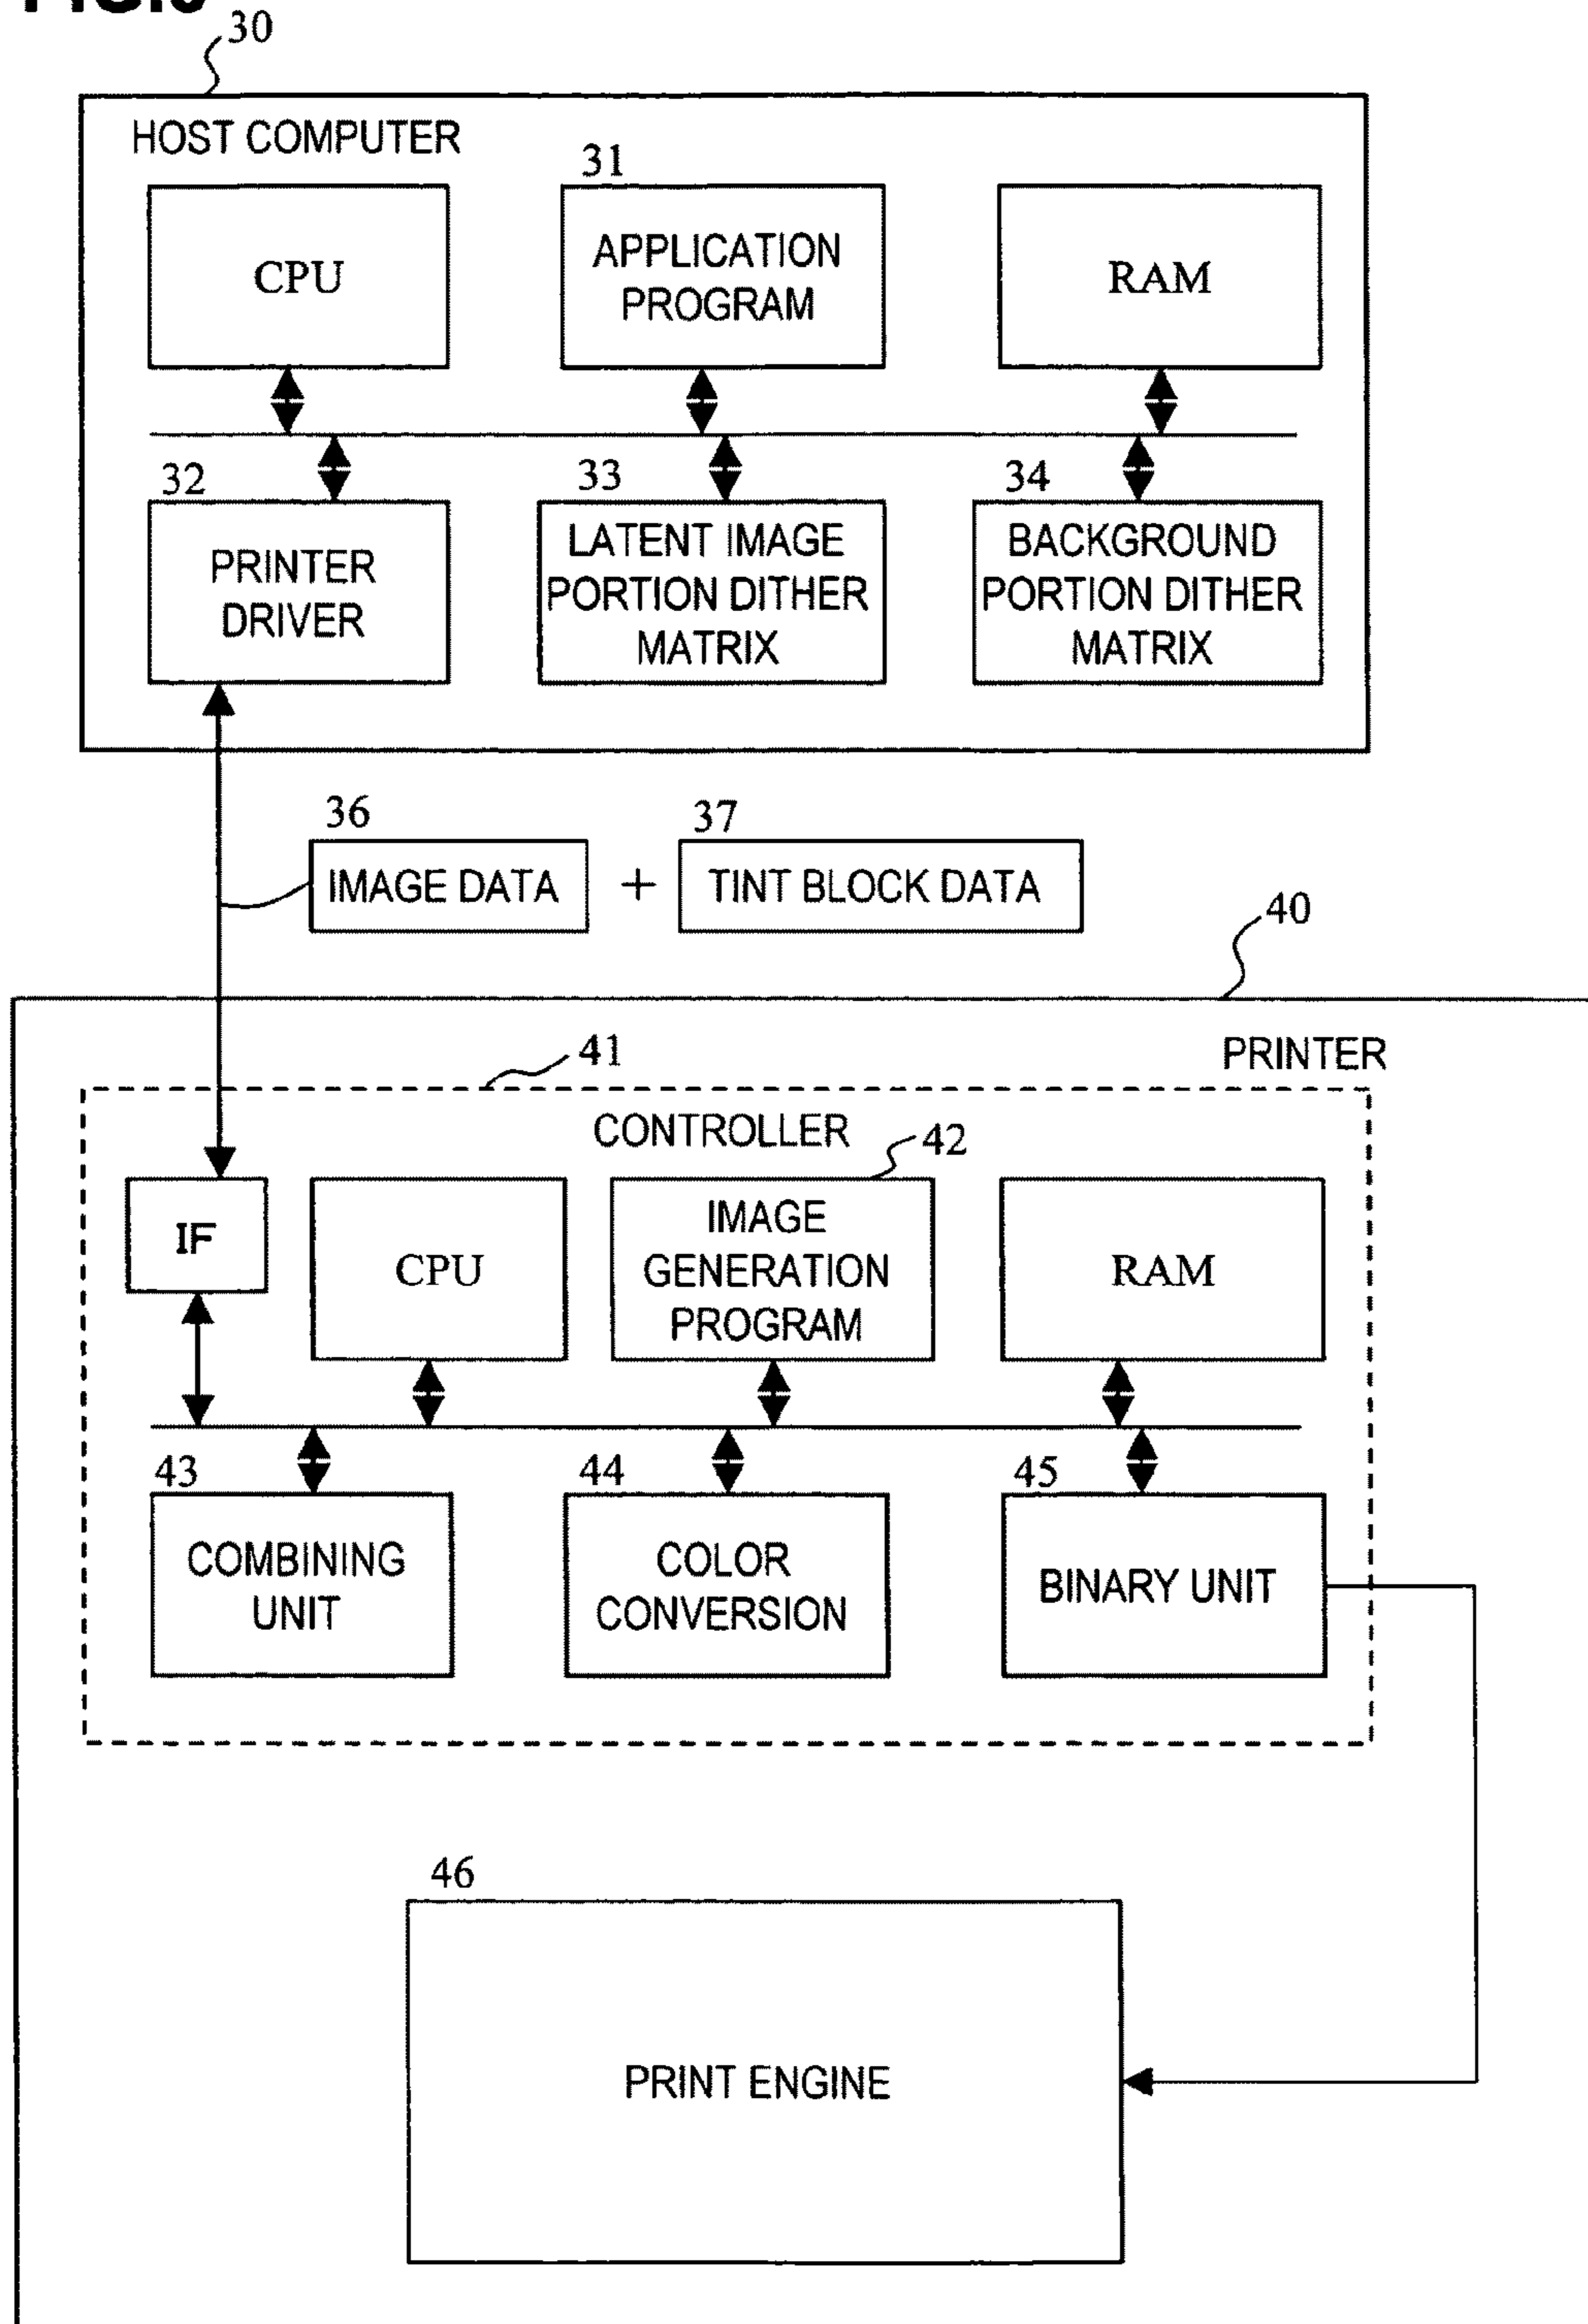 30
HOST COMPUTER
31
CPU
APPLICATION
PROGRAM
RAM
32
33
34
PRINTER
DRIVER
LATENT IMAGE
PORTION DITHER
MATRIX
BACKGROUND
PORTION DITHER
MATRIX
36
37
IMAGE DATA + TINT BLOCK DATA
40
PRINTER
41
CONTROLLER
42
IF
CPU
IMAGE
GENERATION
PROGRAM
RAM
43
44
45
COMBINING
UNIT
COLOR
CONVERSION
BINARY UNIT
46
PRINT ENGINE